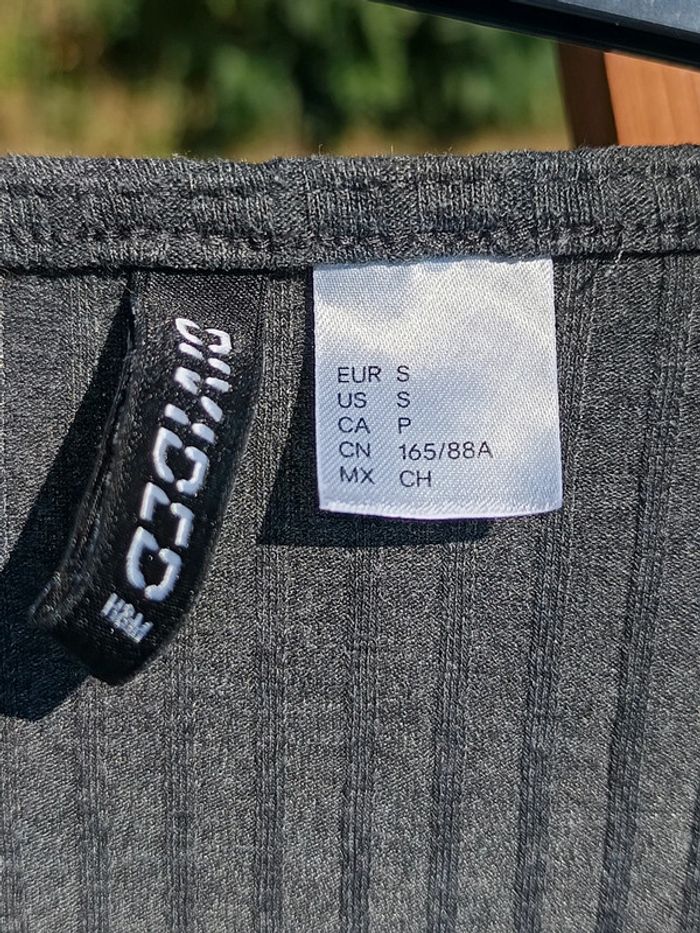 DIVIDED
H&M
EUR S
US S
CA P
CN 165/88A
MX CH